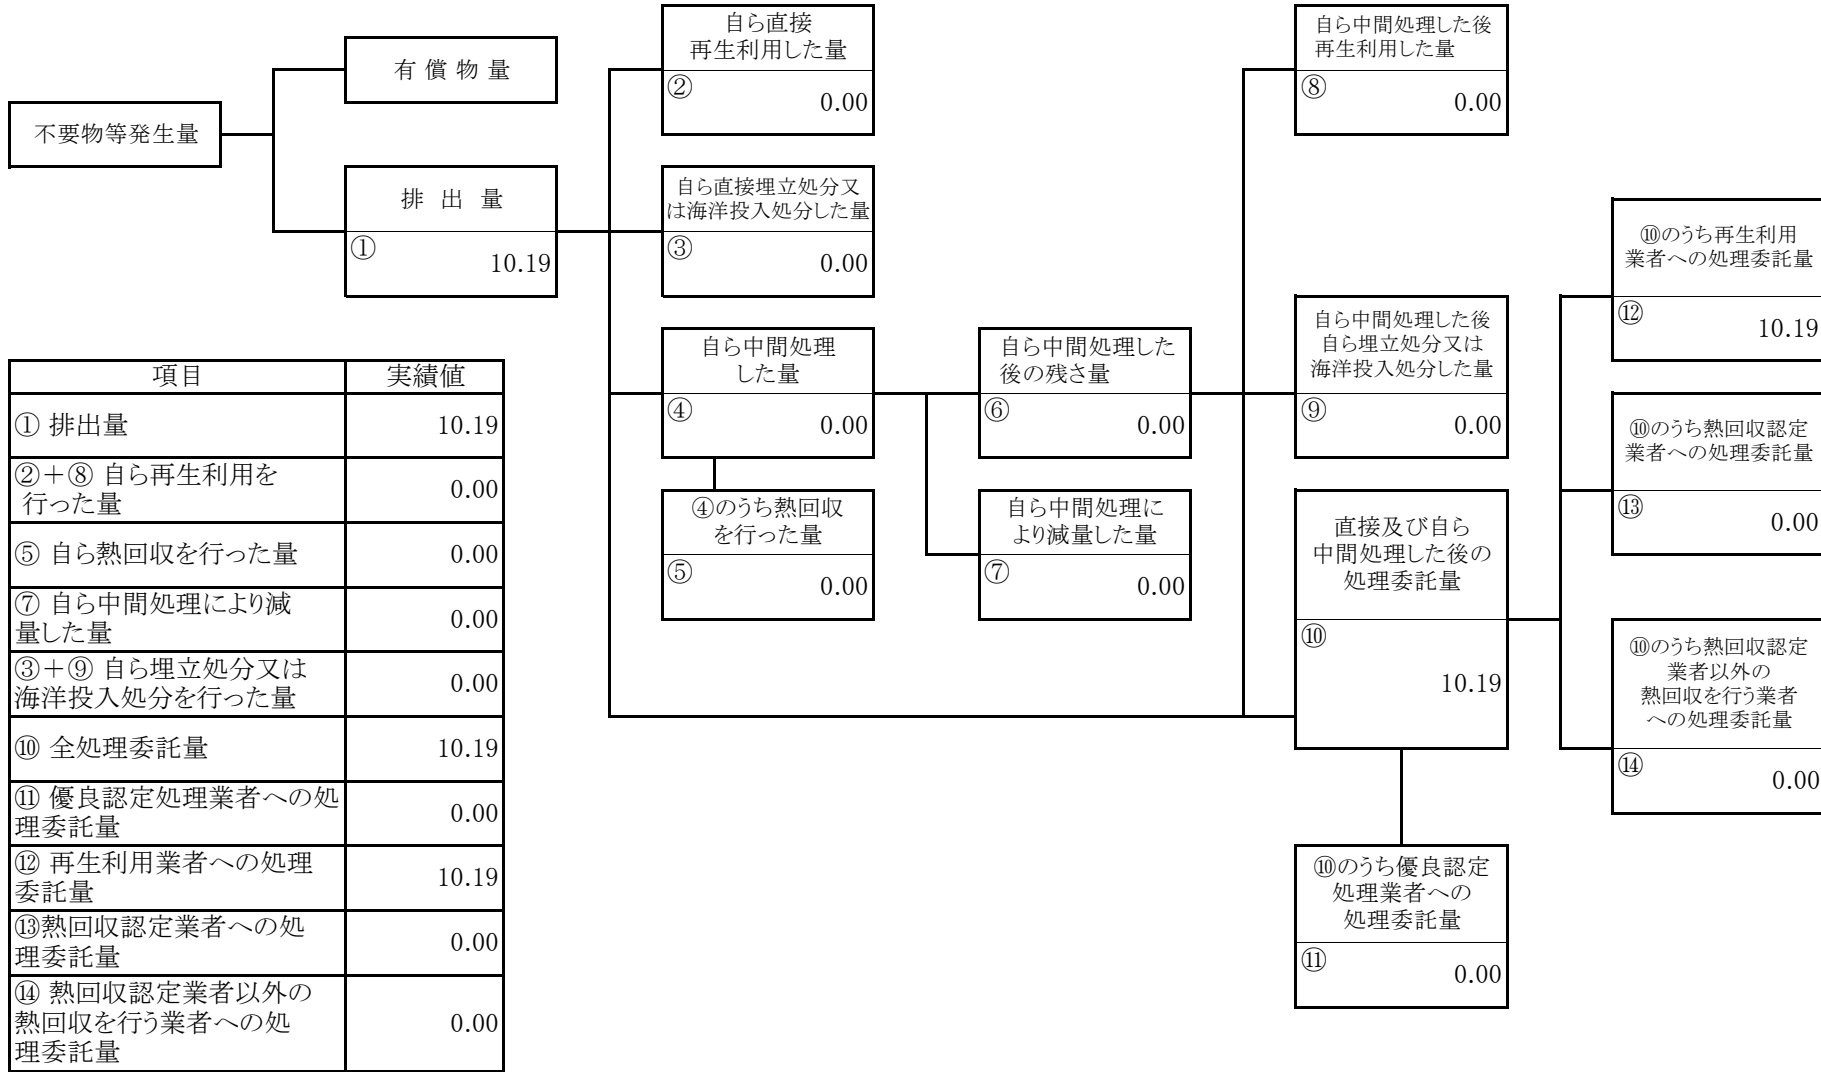 不要物等発生量
有 償 物 量
排 出 量
①
10.19
自ら直接
再生利用した量
②
0.00
自ら直接埋立処分又
は海洋投入処分した量
③
0.00
自ら中間処理
した量
④
0.00
④のうち熱回収
を行った量
⑤
0.00
自ら中間処理した
後の残さ量
⑥
0.00
自ら中間処理に
より減量した量
⑦
0.00
自ら中間処理した後
再生利用した量
⑧
0.00
自ら中間処理した後
自ら埋立処分又は
海洋投入処分した量
⑨
0.00
直接及び自ら
中間処理した後の
処理委託量
⑩
10.19
⑩のうち優良認定
処理業者への
処理委託量
⑪
0.00
⑩のうち再生利用
業者への処理委託量
⑫
10.19
⑩のうち熱回収認定
業者への処理委託量
⑬
0.00
⑩のうち熱回収認定
業者以外の
熱回収を行う業者
への処理委託量
⑭
0.00
項目 実績値
① 排出量 10.19
②＋⑧ 自ら再生利用を
行った量 0.00
⑤ 自ら熱回収を行った量 0.00
⑦ 自ら中間処理により減
量した量 0.00
③＋⑨ 自ら埋立処分又は
海洋投入処分を行った量 0.00
⑩ 全処理委託量 10.19
⑪ 優良認定処理業者への処
理委託量 0.00
⑫ 再生利用業者への処理
委託量 10.19
⑬熱回収認定業者への処
理委託量 0.00
⑭ 熱回収認定業者以外の
熱回収を行う業者への処
理委託量 0.00